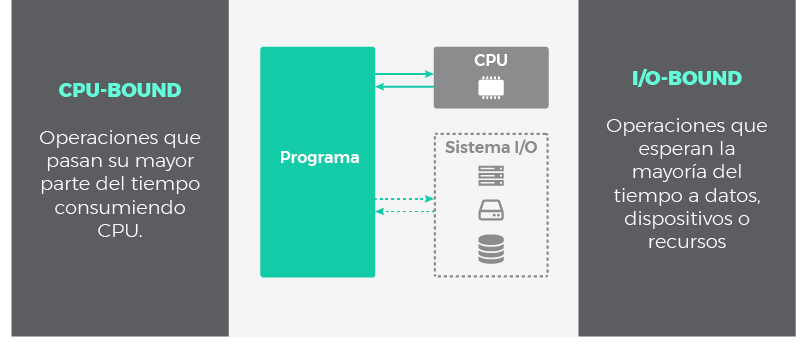 CPU-BOUND
Operaciones que
pasan su mayor
parte del tiempo
consumiendo
CPU.
Programa
CPU
Sistema I/O
I/O-BOUND
Operaciones que
esperan la
mayoría del
tiempo a datos,
dispositivos o
recursos